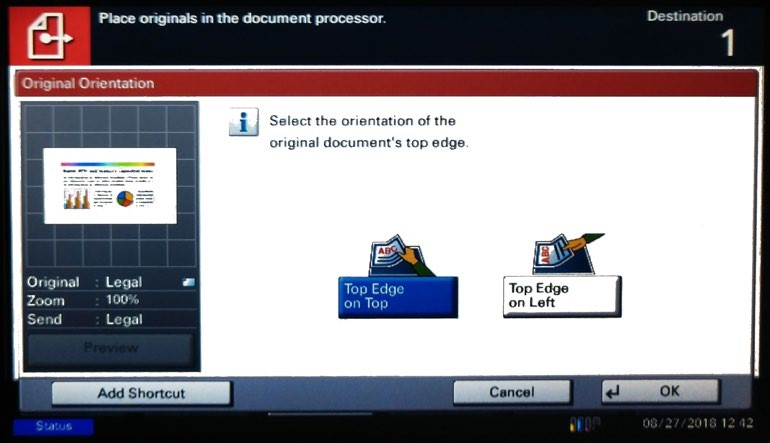 Place originals in the document processor.
Destination
1
Original Orientation
Select the orientation of the
original document's top edge.
Original : Legal
Zoom : 100%
Send : Legal
Preview
ABC
Top Edge
on Top
ABC
Top Edge
on Left
Add Shortcut
Cancel
OK
Status
08/27/2018 12 42